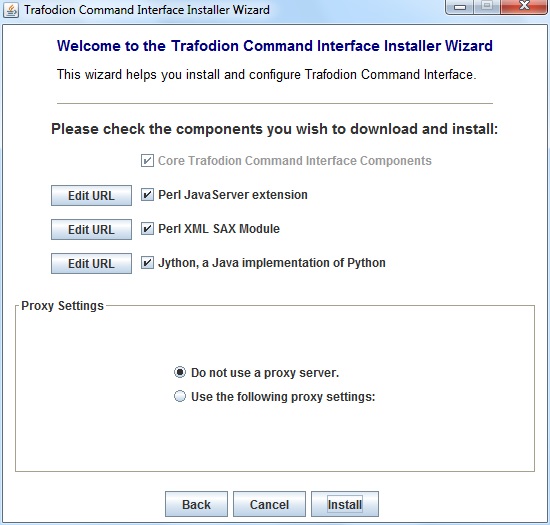 Trafodion Command Interface Installer Wizard
Welcome to the Trafodion Command Interface Installer Wizard
This wizard helps you install and configure Trafodion Command Interface.
Please check the components you wish to download and install:
Core Trafodion Command Interface Components
Edit URL Perl JavaServer extension
Edit URL Perl XML SAX Module
Edit URL Jython, a Java implementation of Python
Proxy Settings
Do not use a proxy server.
Use the following proxy settings:
Back Cancel Install